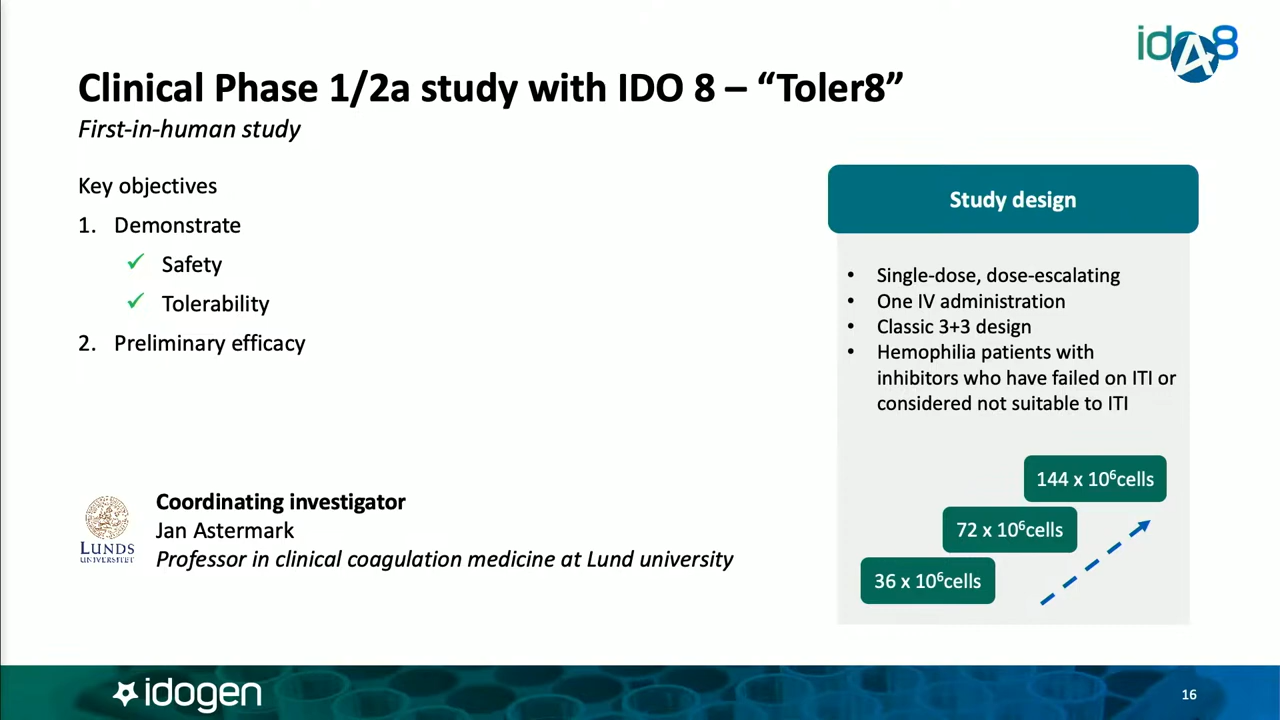 ido 8
A
Clinical Phase 1/2a study with IDO 8 – “Toler8”
First-in-human study
Key objectives
1. Demonstrate
✓ Safety
✓ Tolerability
2. Preliminary efficacy
Study design
• Single-dose, dose-escalating
• One IV administration
• Classic 3+3 design
• Hemophilia patients with
inhibitors who have failed on ITI or
considered not suitable to ITI
144 x 10⁶cells
72 x 10⁶cells
36 x 10⁶cells
Coordinating investigator
Jan Astermark
Professor in clinical coagulation medicine at Lund university
LUNDS
UNIVERSITET
idogen
16